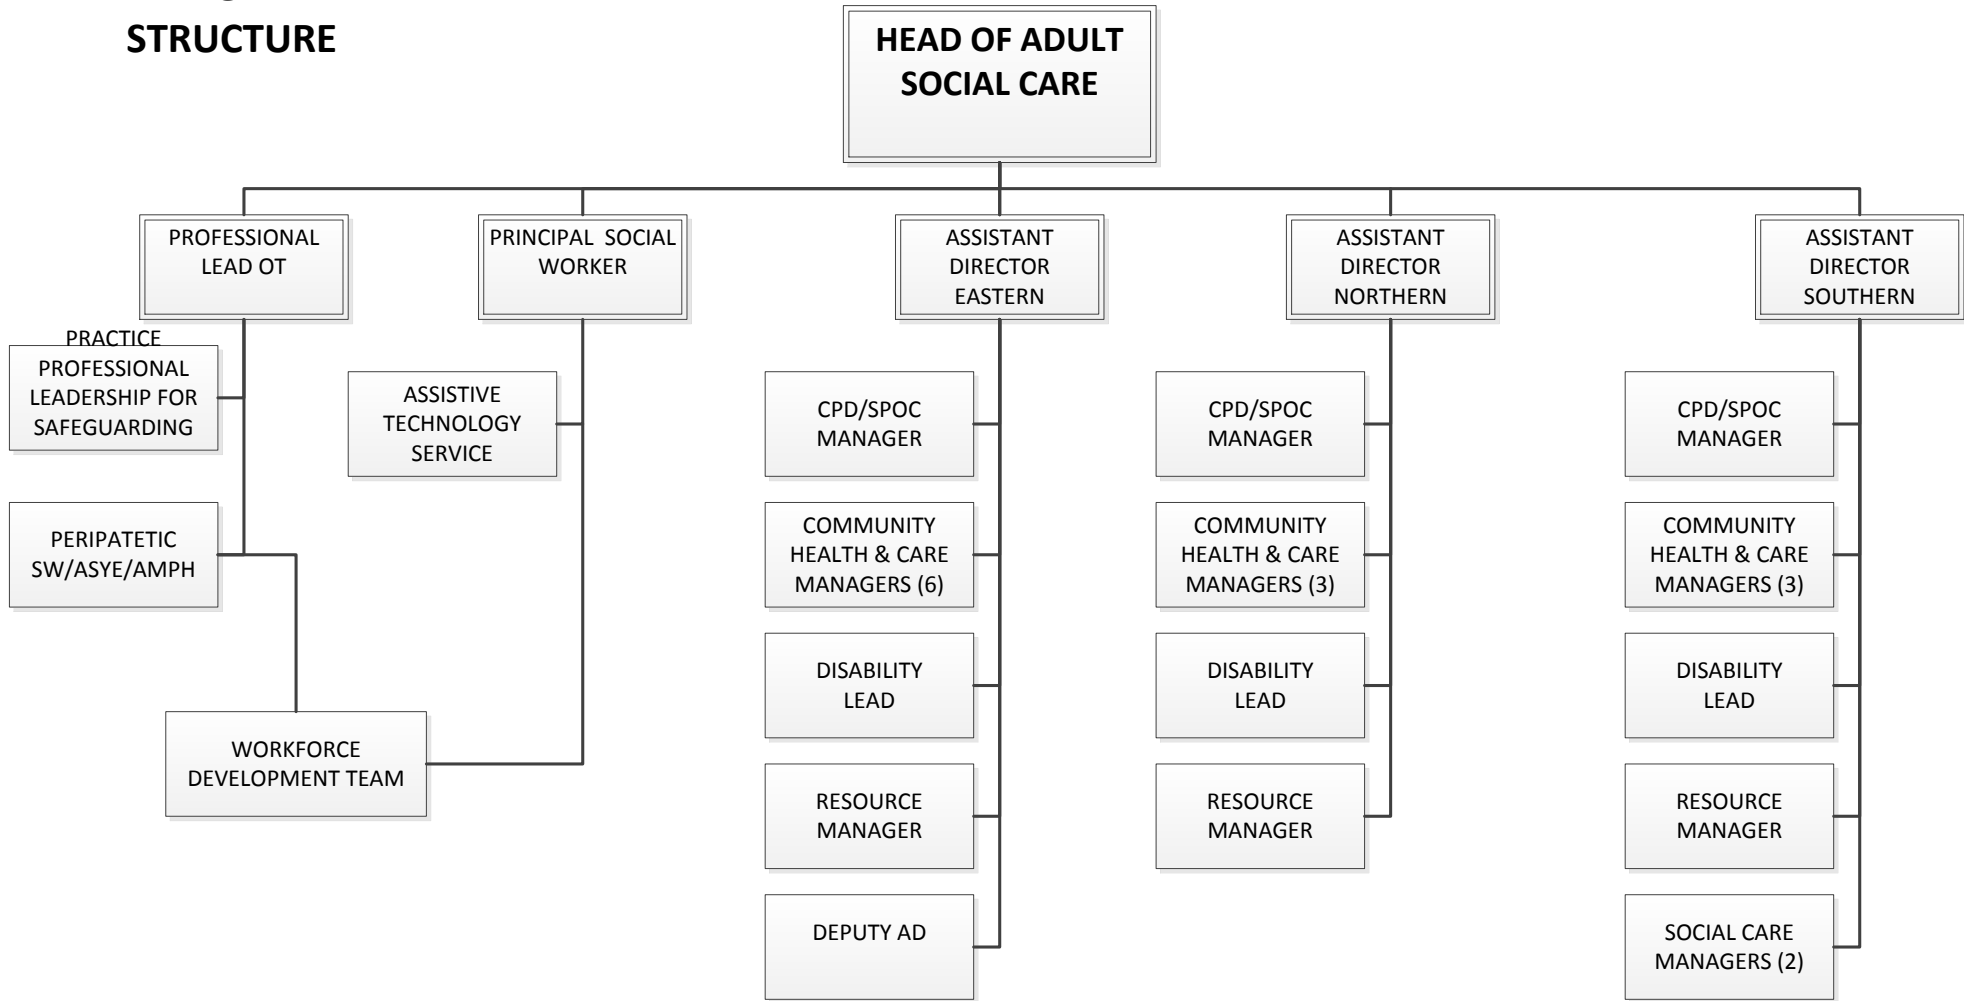 STRUCTURE
HEAD OF ADULT
SOCIAL CARE
PROFESSIONAL
LEAD OT
PRINCIPAL SOCIAL
WORKER
ASSISTANT
DIRECTOR
EASTERN
ASSISTANT
DIRECTOR
NORTHERN
ASSISTANT
DIRECTOR
SOUTHERN
PRACTICE
PROFESSIONAL
LEADERSHIP FOR
SAFEGUARDING
ASSISTIVE
TECHNOLOGY
SERVICE
CPD/SPOC
MANAGER
CPD/SPOC
MANAGER
CPD/SPOC
MANAGER
PERIPATETIC
SW/ASYE/AMPH
COMMUNITY
HEALTH & CARE
MANAGERS (6)
COMMUNITY
HEALTH & CARE
MANAGERS (3)
COMMUNITY
HEALTH & CARE
MANAGERS (3)
DISABILITY
LEAD
DISABILITY
LEAD
DISABILITY
LEAD
WORKFORCE
DEVELOPMENT TEAM
RESOURCE
MANAGER
RESOURCE
MANAGER
RESOURCE
MANAGER
DEPUTY AD
SOCIAL CARE
MANAGERS (2)